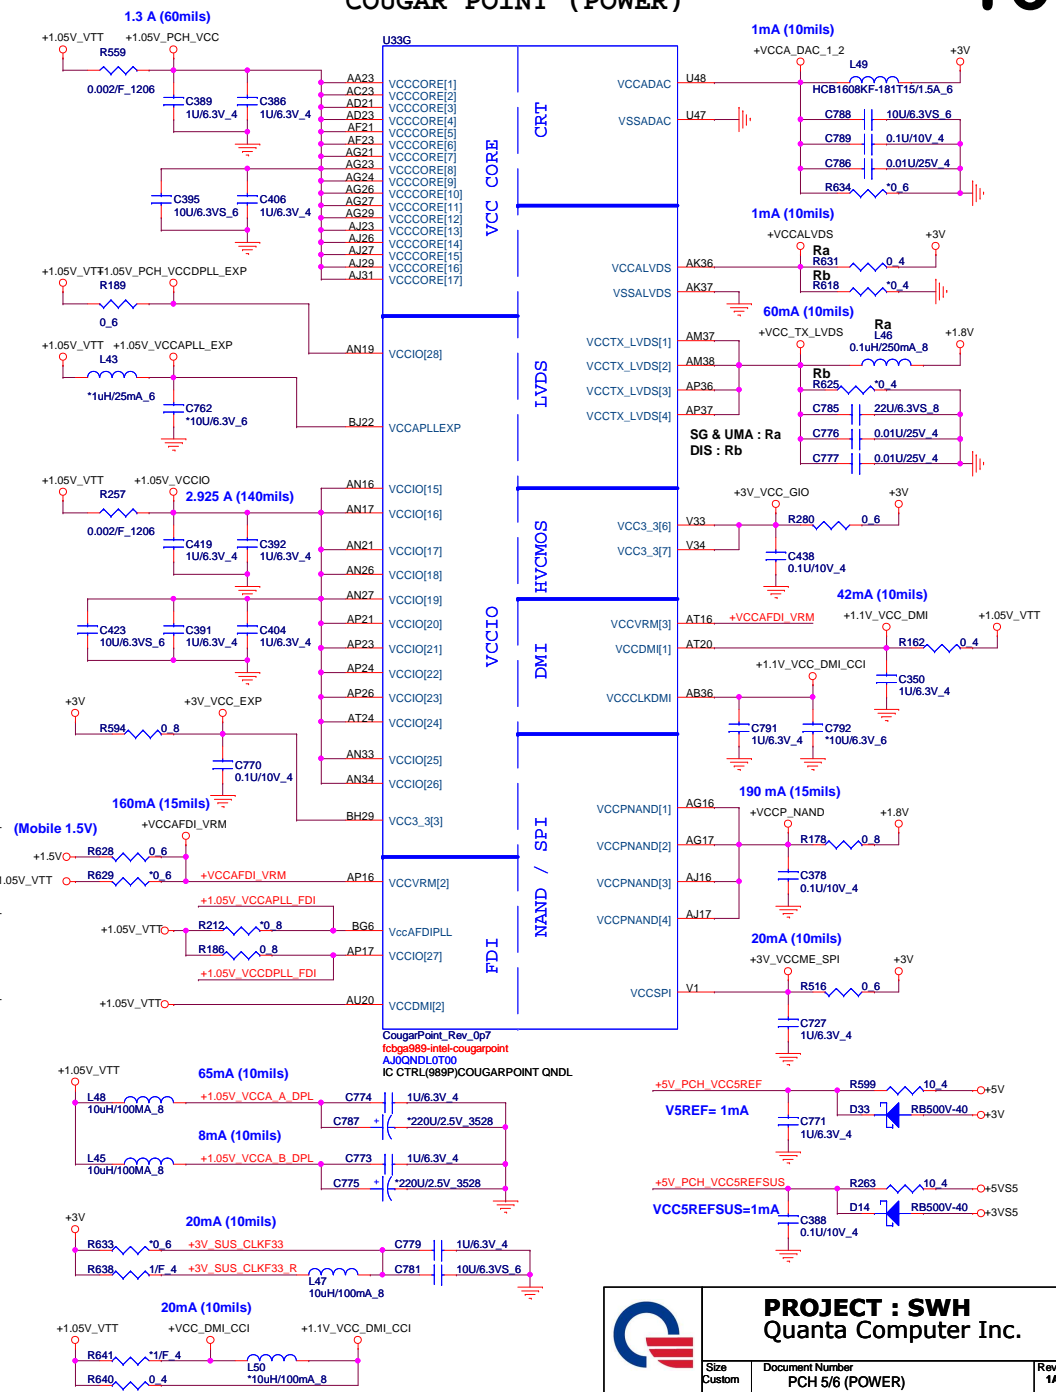 COUGAR POINT (POWER)
1.3 A (60mils)
+1.05V_VTT +1.05V_PCH_VCC
R559
0.002/F_1206
C389
1U/6.3V_4
C386
1U/6.3V_4
C395
10U/6.3VS_6
C406
1U/6.3V_4
+1.05V_VTT +1.05V_PCH_VCCDPLL_EXP
R189
0_6
+1.05V_VTT +1.05V_VCCAPLL_EXP
L43
*1uH/25mA_6
C762
*10U/6.3V_6
+1.05V_VTT +1.05V_VCCIO
2.925 A (140mils)
R257
0.002/F_1206
C419
1U/6.3V_4
C392
1U/6.3V_4
C423
10U/6.3VS_6
C391
1U/6.3V_4
C404
1U/6.3V_4
+3V +3V_VCC_EXP
R594 0_8
C770
0.1U/10V_4
160mA (15mils)
(Mobile 1.5V) +VCCAFDI_VRM
+1.5V R628 0_6
1.05V_VTT R629 *0_6 +VCCAFDI_VRM
+1.05V_VCCAPLL_FDI
+1.05V_VTT R212 *0_8
R186 0_8
+1.05V_VCCDPLL_FDI
+1.05V_VTT
U33G
AA23 VCCCORE[1]
AC23 VCCCORE[2]
AD21 VCCCORE[3]
AD23 VCCCORE[4]
AF21 VCCCORE[5]
AF23 VCCCORE[6]
AG21 VCCCORE[7]
AG23 VCCCORE[8]
AG24 VCCCORE[9]
AG26 VCCCORE[10]
AG27 VCCCORE[11]
AG29 VCCCORE[12]
AJ23 VCCCORE[13]
AJ26 VCCCORE[14]
AJ27 VCCCORE[15]
AJ29 VCCCORE[16]
AJ31 VCCCORE[17]
AN19 VCCIO[28]
BJ22 VCCAPLLEXP
AN16 VCCIO[15]
AN17 VCCIO[16]
AN21 VCCIO[17]
AN26 VCCIO[18]
AN27 VCCIO[19]
AP21 VCCIO[20]
AP23 VCCIO[21]
AP24 VCCIO[22]
AP26 VCCIO[23]
AT24 VCCIO[24]
AN33 VCCIO[25]
AN34 VCCIO[26]
BH29 VCC3_3[3]
AP16 VCCVRM[2]
BG6 VccAFDIPLL
AP17 VCCIO[27]
AU20 VCCDMI[2]
VCC CORE
VCCIO
FDI
CRT
LVDS
HVCMOS
DMI
NAND / SPI
VCCADAC U48
VSSADAC U47
VCCALVDS AK36
VSSALVDS AK37
VCCTX_LVDS[1] AM37
VCCTX_LVDS[2] AM38
VCCTX_LVDS[3] AP36
VCCTX_LVDS[4] AP37
VCC3_3[6] V33
VCC3_3[7] V34
VCCVRM[3] AT16 +VCCAFDI_VRM
VCCDMI[1] AT20
VCCCLKDMI AB36
VCCPNAND[1] AG16
VCCPNAND[2] AG17
VCCPNAND[3] AJ16
VCCPNAND[4] AJ17
VCCSPI V1
CougarPoint_Rev_0p7
fcbga989-intel-cougarpoint
AJ0QNDL0T00
IC CTRL(989P)COUGARPOINT QNDL
1mA (10mils)
+VCCA_DAC_1_2 +3V
L49
HCB1608KF-181T15/1.5A_6
C788 10U/6.3VS_6
C789 0.1U/10V_4
C786 0.01U/25V_4
R634 *0_6
1mA (10mils)
+VCCALVDS +3V
Ra
R631 0_4
Rb
R618 *0_4
60mA (10mils)
+VCC_TX_LVDS Ra +1.8V
L46
0.1uH/250mA_8
Rb
R625 *0_4
C785 22U/6.3VS_8
C776 0.01U/25V_4
C777 0.01U/25V_4
SG & UMA : Ra
DIS : Rb
+3V_VCC_GIO +3V
R280 0_6
C438
0.1U/10V_4
42mA (10mils)
+1.1V_VCC_DMI +1.05V_VTT
R162 0_4
C350
1U/6.3V_4
+1.1V_VCC_DMI_CCI
C791
1U/6.3V_4
C792
*10U/6.3V_6
190 mA (15mils)
+VCCP_NAND +1.8V
R178 0_8
C378
0.1U/10V_4
20mA (10mils)
+3V_VCCME_SPI +3V
R516 0_6
C727
1U/6.3V_4
+5V_PCH_VCC5REF R599 10_4 +5V
V5REF= 1mA D33 RB500V-40 +3V
C771
1U/6.3V_4
+5V_PCH_VCC5REFSUS R263 10_4 +5VS5
VCC5REFSUS=1mA D14 RB500V-40 +3VS5
C388
0.1U/10V_4
+1.05V_VTT
65mA (10mils)
L48 +1.05V_VCCA_A_DPL C774 1U/6.3V_4
10uH/100MA_8
C787 + *220U/2.5V_3528
8mA (10mils)
L45 +1.05V_VCCA_B_DPL C773 1U/6.3V_4
10uH/100MA_8
C775 + *220U/2.5V_3528
+3V
20mA (10mils)
R633 *0_6 +3V_SUS_CLKF33 C779 1U/6.3V_4
R638 1/F_4 +3V_SUS_CLKF33_R C781 10U/6.3VS_6
L47
10uH/100mA_8
20mA (10mils)
+1.05V_VTT +VCC_DMI_CCI +1.1V_VCC_DMI_CCI
R641 *1/F_4
L50
*10uH/100mA_8
R640 0_4
PROJECT : SWH
Quanta Computer Inc.
Size
Custom
Document Number
PCH 5/6 (POWER)
Rev
1A